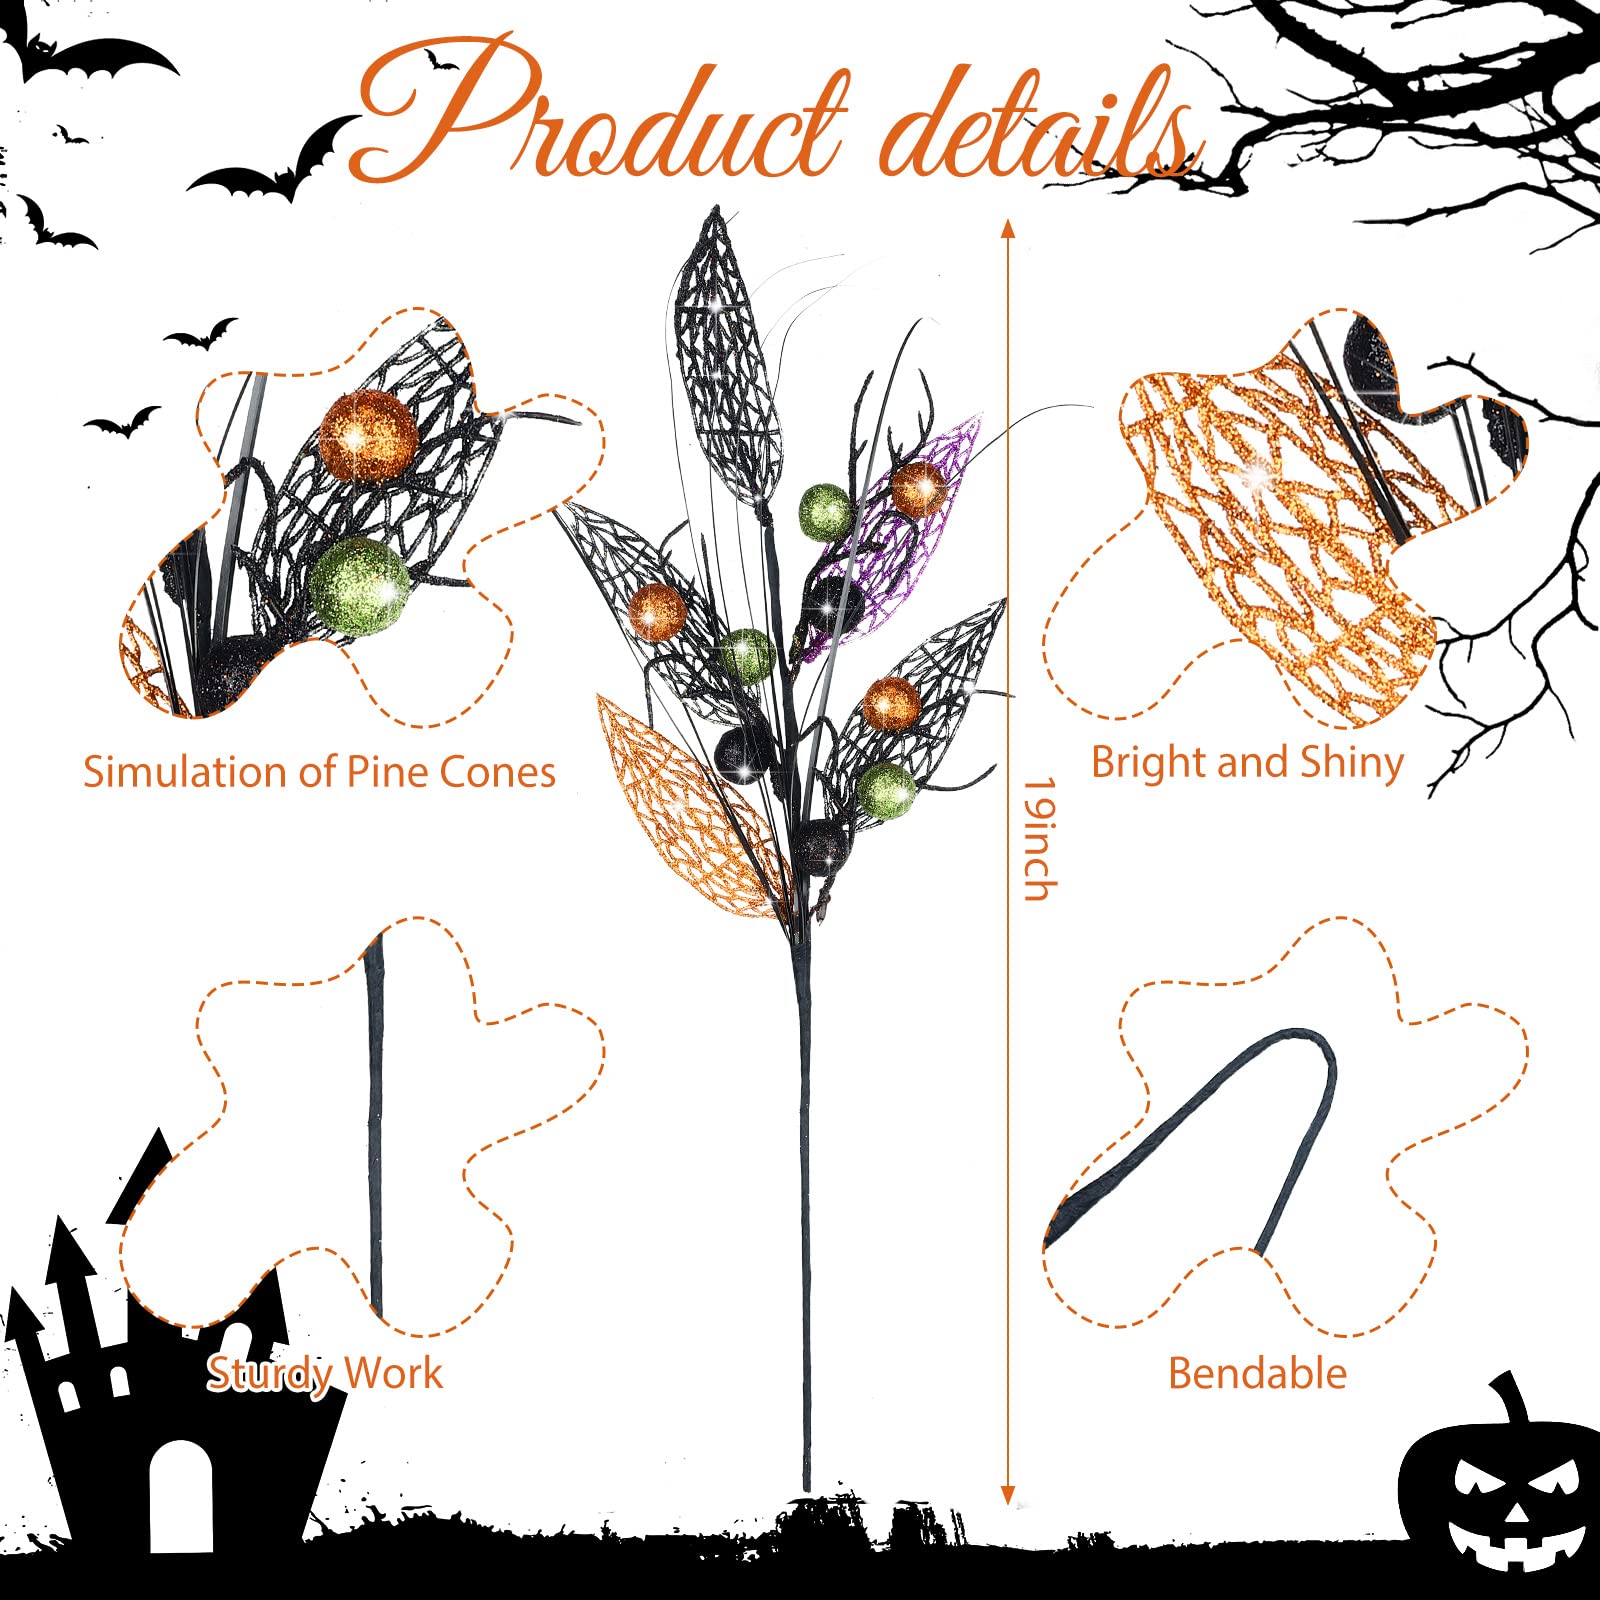 Product details
Simulation of Pine Cones
Bright and Shiny
19inch
Sturdy Work
Bendable